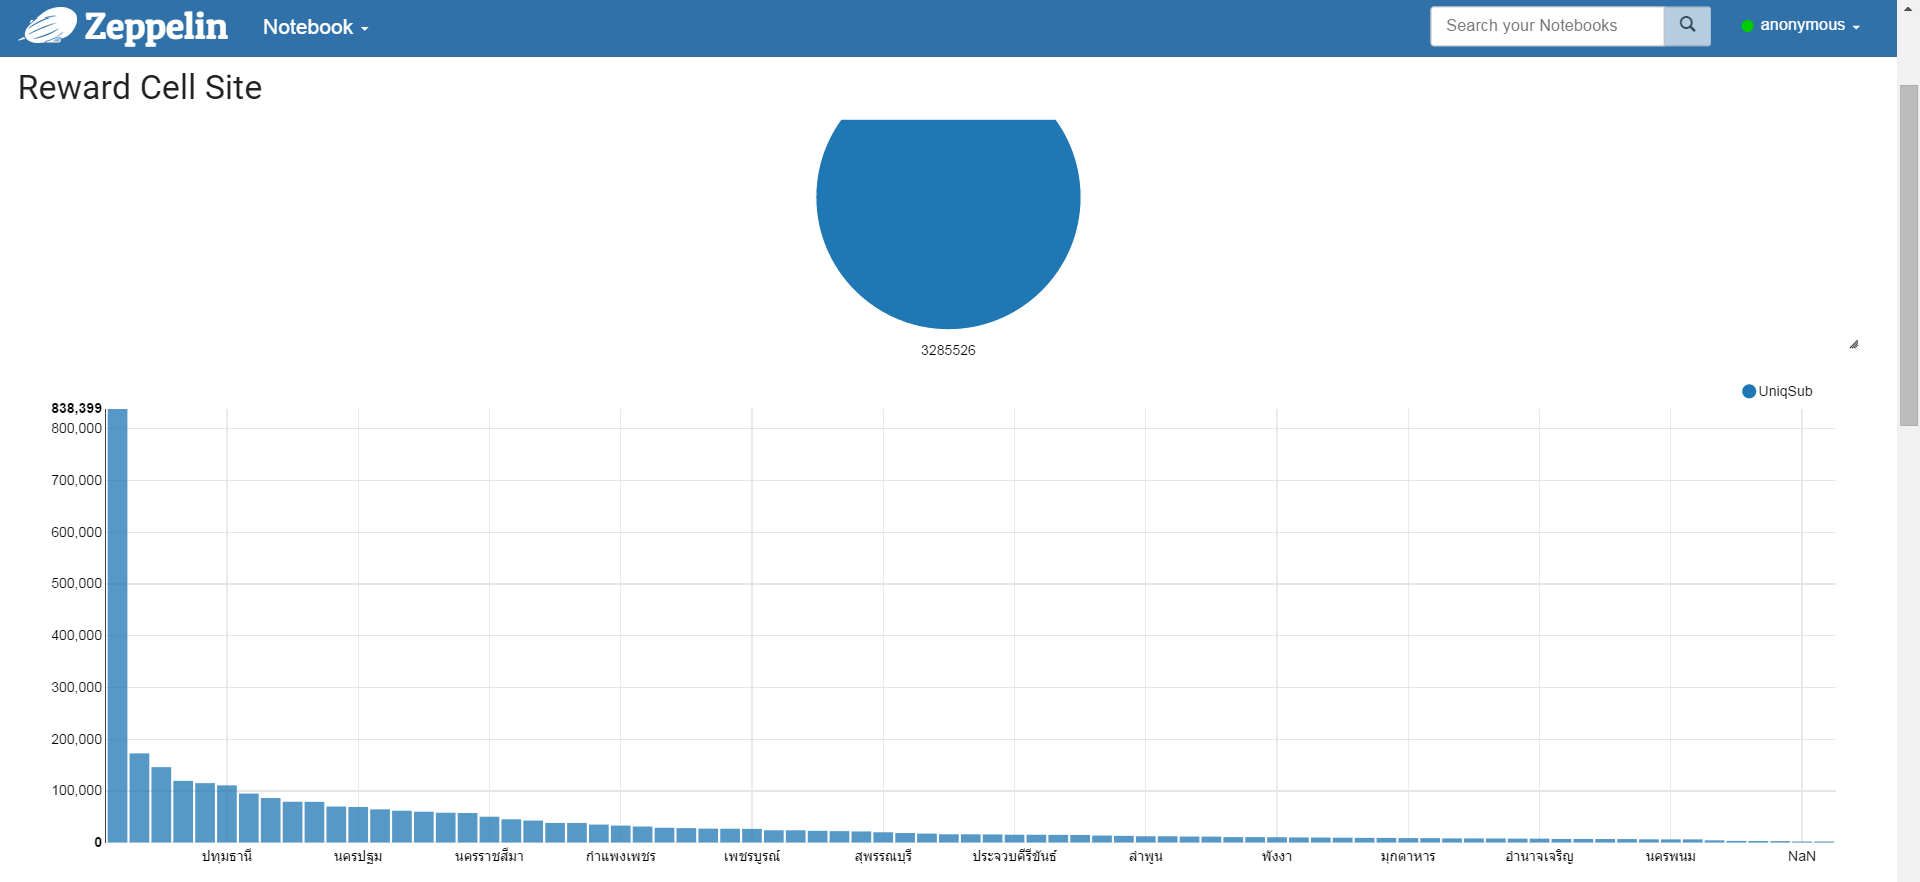 Zeppelin
Notebook
Search your Notebooks
anonymous
Reward Cell Site
3285526
UniqSub
838,399
800,000
700,000
600,000
500,000
400,000
300,000
200,000
100,000
0
ปทุมธานี
นครปฐม
นครราชสีมา
กำแพงเพชร
เพชรบูรณ์
สุพรรณบุรี
ประจวบคีรีขันธ์
ลำพูน
พังงา
มุกดาหาร
อำนาจเจริญ
นครพนม
NaN